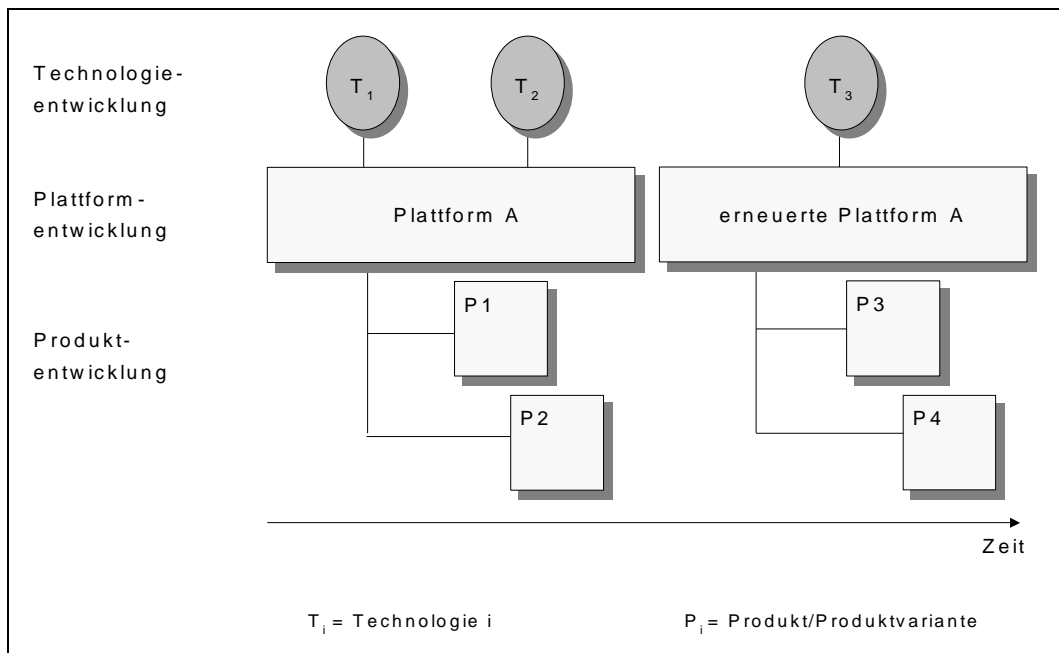 Technologie-
entwicklung
T1
T2
T3
Plattform-
entwicklung
Plattform A
erneuerte Plattform A
Produkt-
entwicklung
P1
P2
P3
P4
Zeit
Ti = Technologie i
Pi = Produkt/Produktvariante